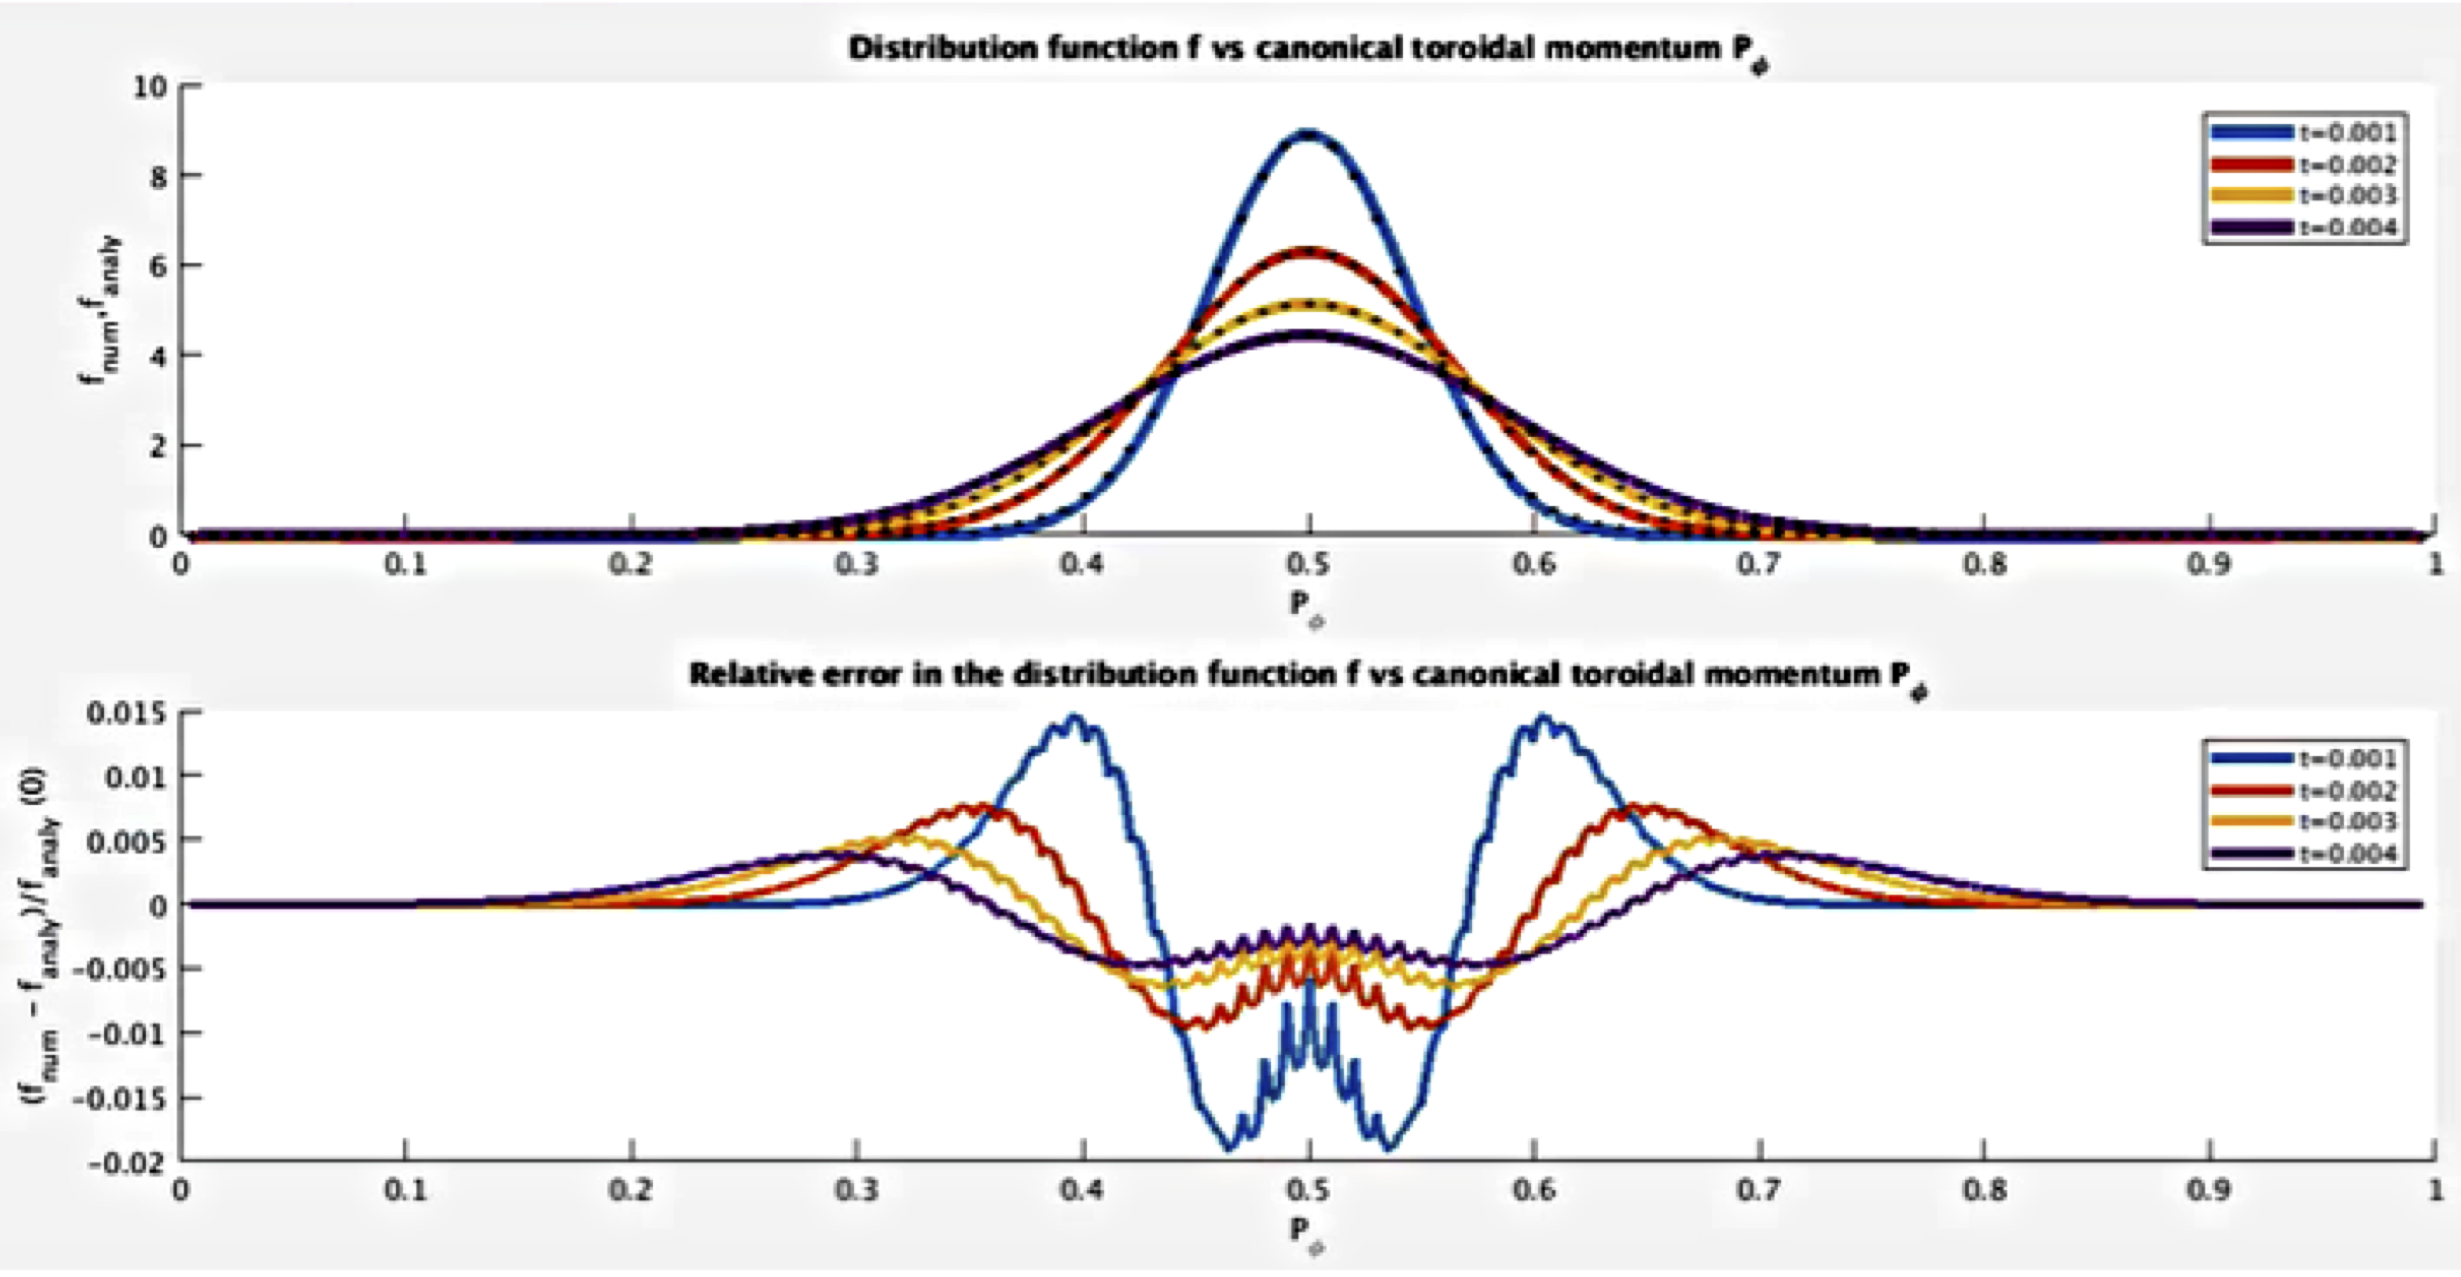 Distribution function f vs canonical toroidal momentum P_ϕ
10
8
6
4
2
0
f_num, f_analy
t=0.001
t=0.002
t=0.003
t=0.004
0 0.1 0.2 0.3 0.4 0.5 0.6 0.7 0.8 0.9 1
P_ϕ
Relative error in the distribution function f vs canonical toroidal momentum P_ϕ
0.015
0.01
0.005
0
-0.005
-0.01
-0.015
-0.02
(f_num - f_analy)/f_analy (0)
t=0.001
t=0.002
t=0.003
t=0.004
0 0.1 0.2 0.3 0.4 0.5 0.6 0.7 0.8 0.9 1
P_ϕ